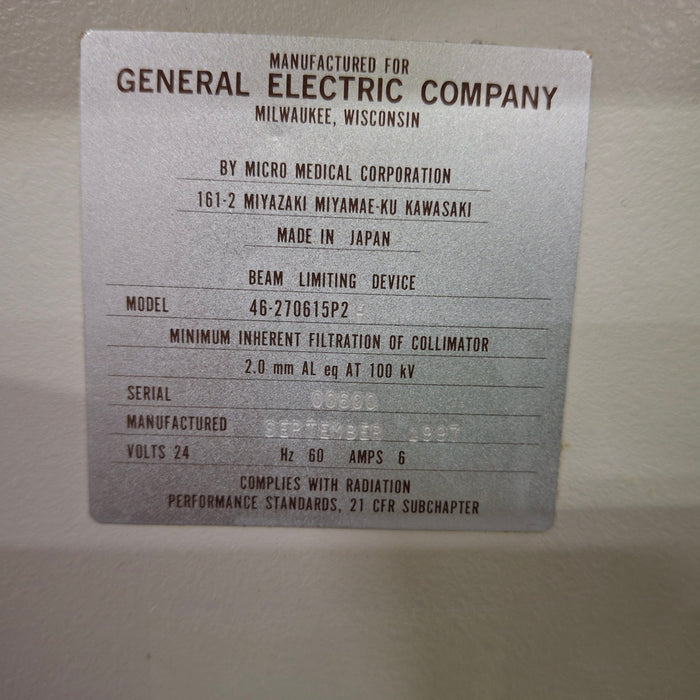 MANUFACTURED FOR
GENERAL ELECTRIC COMPANY
MILWAUKEE, WISCONSIN
BY MICRO MEDICAL CORPORATION
161-2 MIYAZAKI MIYAMAE-KU KAWASAKI
MADE IN JAPAN
BEAM LIMITING DEVICE
MODEL 46-270615P2
MINIMUM INHERENT FILTRATION OF COLLIMATOR
2.0 mm AL eq AT 100 kV
SERIAL
MANUFACTURED SEPTEMBER 1997
VOLTS 24 Hz 60 AMPS 6
COMPLIES WITH RADIATION
PERFORMANCE STANDARDS, 21 CFR SUBCHAPTER